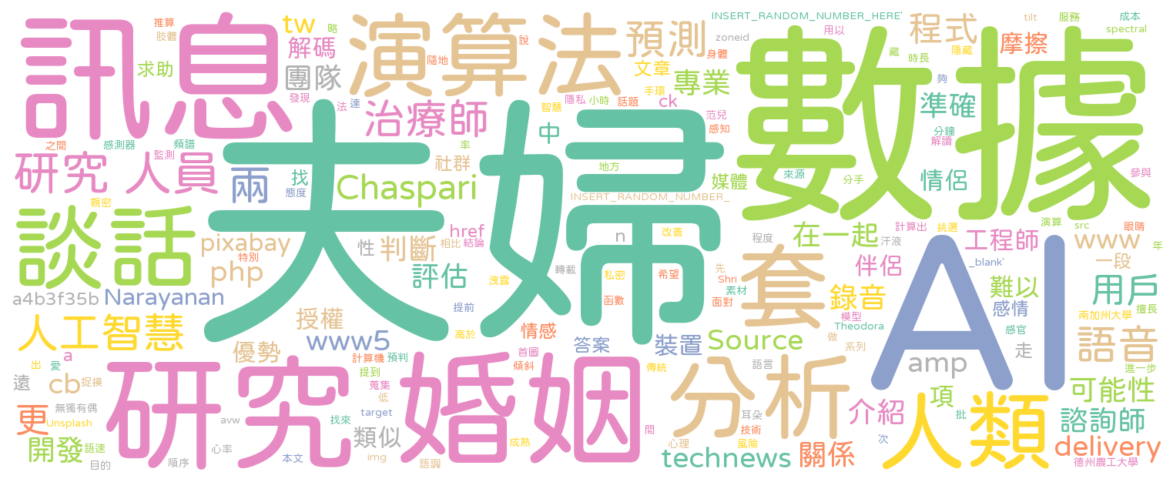 訊息
演算法
數據
夫婦
AI
研究
婚姻
分析
談話
套
人類
推算
肢體
tw
求助
解碼
團隊
發現
隨地
略
說
預測
文章
INSERT_RANDOM_NUMBER_HERE'
zoneid
身體
用以
藏
程式
tilt
隱藏
服務
時長
成本
spectral
摩擦
專業
手環
智慧
隱私
小時
話題
ck
范兒
感知
準確
夠
分鐘
解讀
治療師
中
法
達
率
之間
感測器
頻譜
監測
研究 人員
親密
兩
找
態度
社群
Chaspari
地方
INSERT_RANDOM_NUMBER_
媒體
來源
分手
情侶
參與
pixabay
特別
php
性
判斷
href
相比
結論
n
改善
程度
在一起
計算出
汗液
挑選
演算
工程師
src
www
眼睛
年
一段
a4b3f35b
Narayanan
評估
洩露
轉載
私密
希望
先
Shri
素材
面對
伴侶
_blank'
難以
用戶
南加州大學
擅長
人工智慧
授權
提前
高於
函數
錄音
模型
Theodora
感情
感官
優勢
www5
情感
答案
裝置
Source
做
系列
走
語音
進一步
出
愛
a
遠
cb
捉摸
計算機
預判
提到
蒐集
低
首圖
傾斜
傳統
語言
amp
項
可能性
更
無獨有偶
Unsplash
aww
找來
target
耳朵
技術
介紹
批
諮詢師
開發
語速
目的
順序
心率
本文
類似
img
語調
成熟
間
心理
風險
technews
關係
次
delivery
德州農工大學